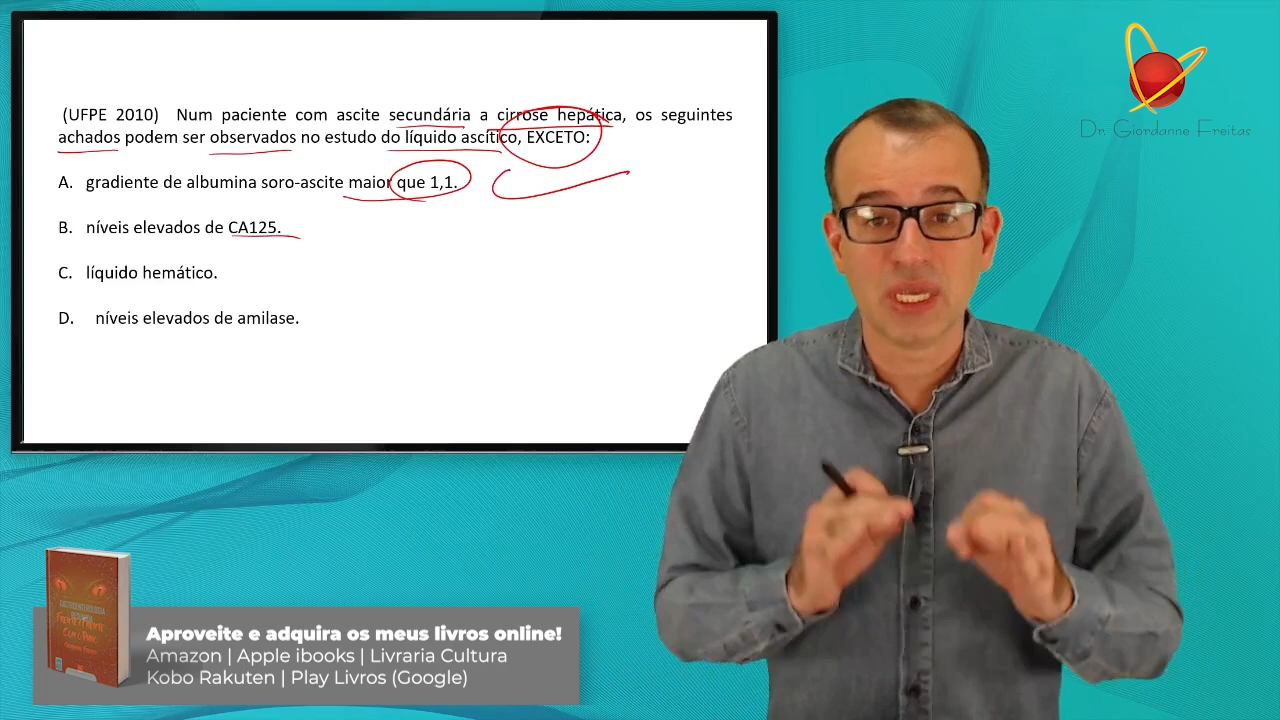 (UFPE 2010) Num paciente com ascite secundária a cirrose hepática, os seguintes
achados podem ser observados no estudo do líquido ascítico, EXCETO:
A. gradiente de albumina soro-ascite maior que 1,1.
B. níveis elevados de CA125.
C. líquido hemático.
D. níveis elevados de amilase.
Dr. Giordanne Freitas
GASTROENTEROLOGIA
Aproveite e adquira os meus livros online!
Amazon | Apple ibooks | Livraria Cultura
Kobo Rakuten | Play Livros (Google)